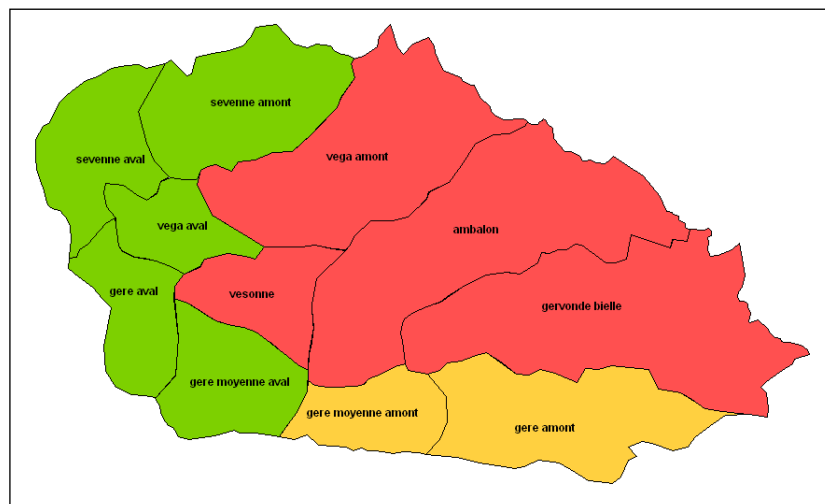 sevenne amont
sevenne aval
vega amont
vega aval
ambalon
gere aval
vesonne
gervonde bielle
gere moyenne aval
gere moyenne amont
gere amont